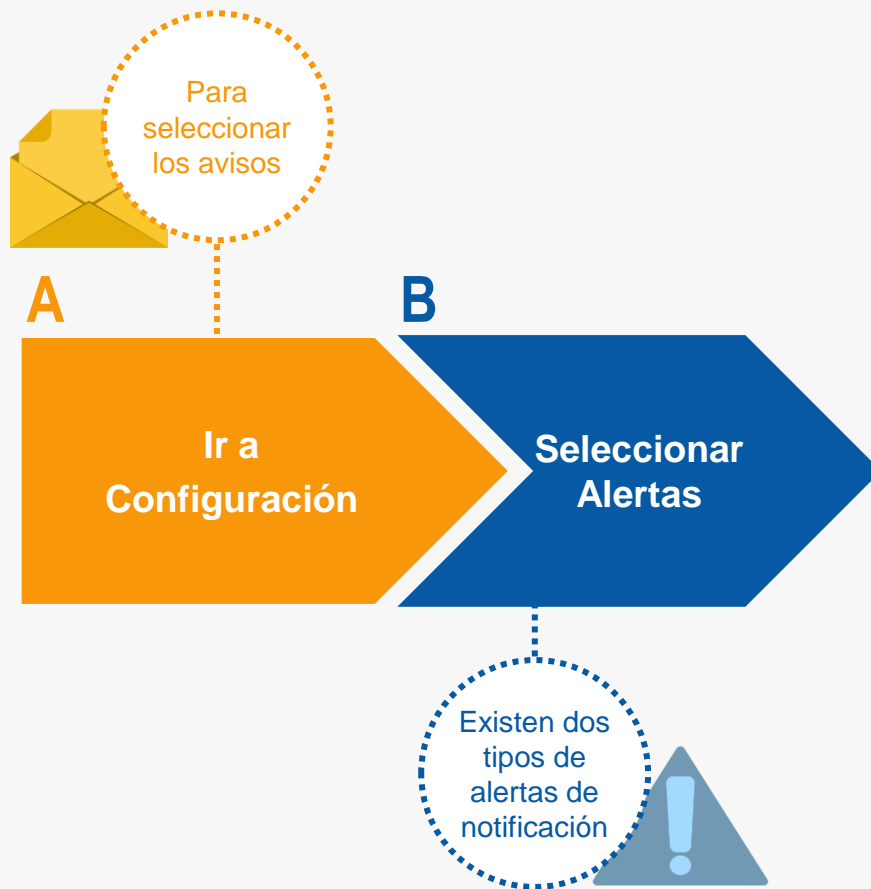 Para
seleccionar
los avisos
A
Ir a
Configuración
B
Seleccionar
Alertas
Existen dos
tipos de
alertas de
notificación